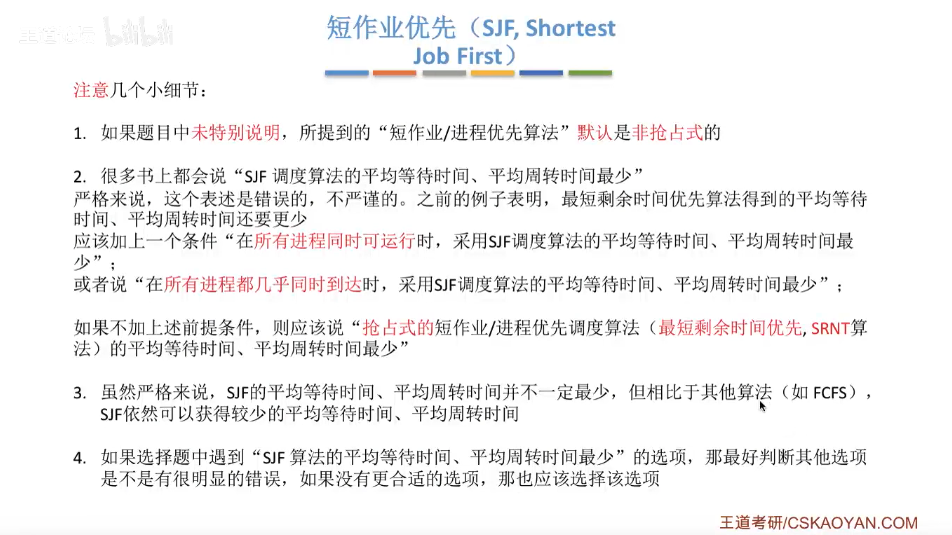 bilibili
短作业优先（SJF, Shortest
Job First）
注意几个小细节：
1. 如果题目中未特别说明，所提到的“短作业/进程优先算法”默认是非抢占式的
2. 很多书上都会说“SJF 调度算法的平均等待时间、平均周转时间最少”
严格来说，这个表述是错误的，不严谨的。之前的例子表明，最短剩余时间优先算法得到的平均等待
时间、平均周转时间还要更少
应该加上一个条件“在所有进程同时可运行时，采用SJF调度算法的平均等待时间、平均周转时间最
少”；
或者说“在所有进程都几乎同时到达时，采用SJF调度算法的平均等待时间、平均周转时间最少”；
如果不加上述前提条件，则应该说“抢占式的短作业/进程优先调度算法（最短剩余时间优先, SRNT算
法）的平均等待时间、平均周转时间最少”
3. 虽然严格来说，SJF的平均等待时间、平均周转时间并不一定最少，但相比于其他算法（如 FCFS），
SJF依然可以获得较少的平均等待时间、平均周转时间
4. 如果选择题中遇到“SJF 算法的平均等待时间、平均周转时间最少”的选项，那最好判断其他选项
是不是有很明显的错误，如果没有更合适的选项，那也应该选择该选项
王道考研/CSKAOYAN.COM